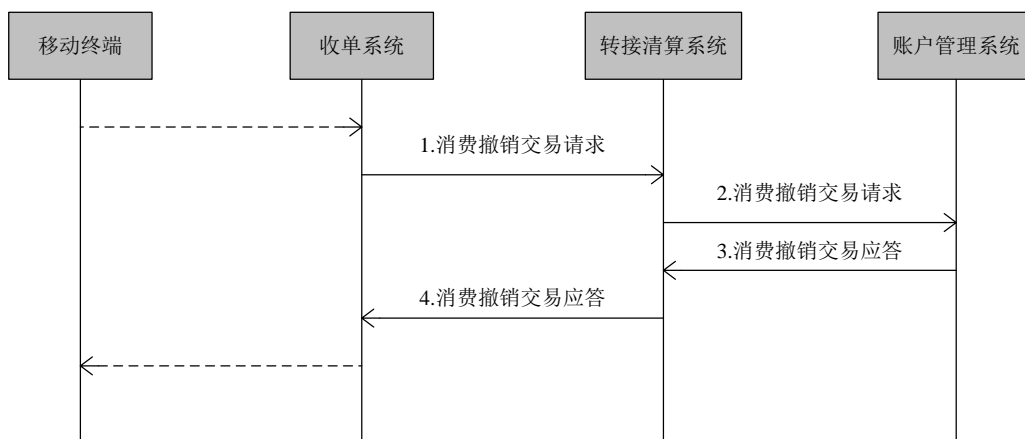 移动终端
收单系统
转接清算系统
账户管理系统
1.消费撤销交易请求
2.消费撤销交易请求
3.消费撤销交易应答
4.消费撤销交易应答